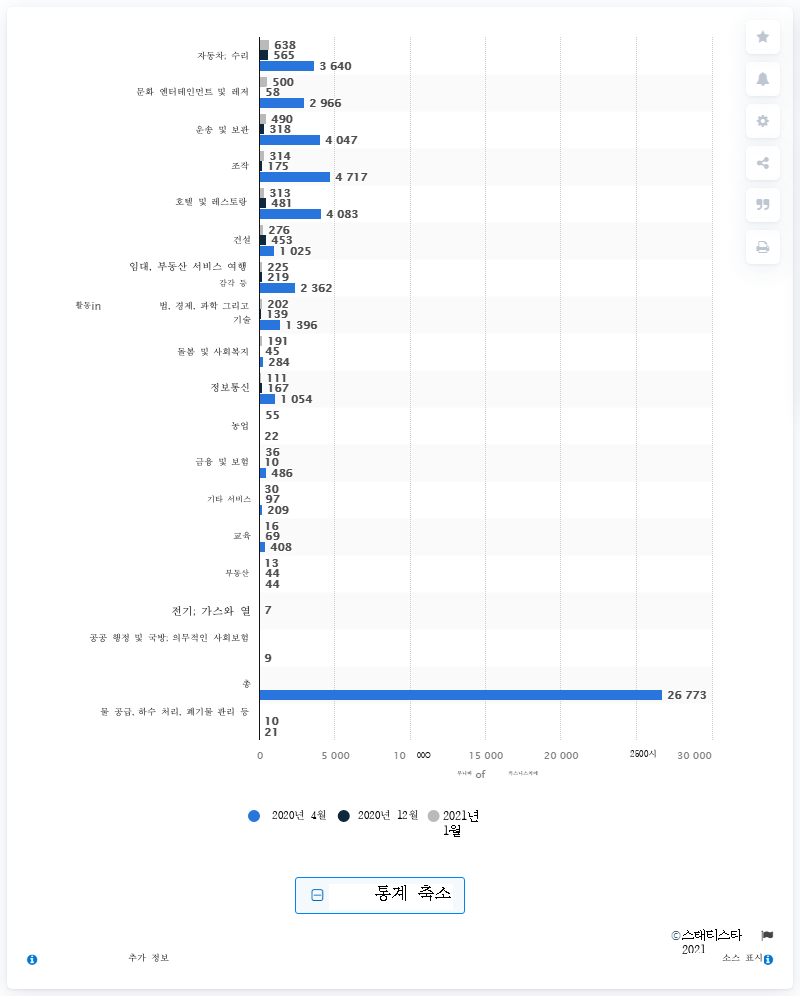 638
자동차; 수리 565
3 640
500
문화 엔터테인먼트 및 레저 58
2 966
490
운송 및 보관 318
4 047
314
조작 175
4 717
313
호텔 및 레스토랑 481
4 083
276
건설 453
1 025
임대, 부동산 서비스 여행 225
219
감각 등 2 362
활동in 법, 경제, 과학 그리고 202
139
기술 1 396
191
돌봄 및 사회복지 45
284
111
정보통신 167
1 054
55
농업
22
36
금융 및 보험 10
486
30
기타 서비스 97
209
16
교육 69
408
13
부동산 44
44
전기; 가스와 열 7
공공 행정 및 국방; 의무적인 사회보험
9
총
26 773
물 공급, 하수 처리, 폐기물 관리 등
10
21
0 5 000 10 000 15 000 20 000 2500시 30 000
of
2020년 4월 2020년 12월 2021년
1월
통계 축소
©스태티스타
2021
추가 정보 소스 표시